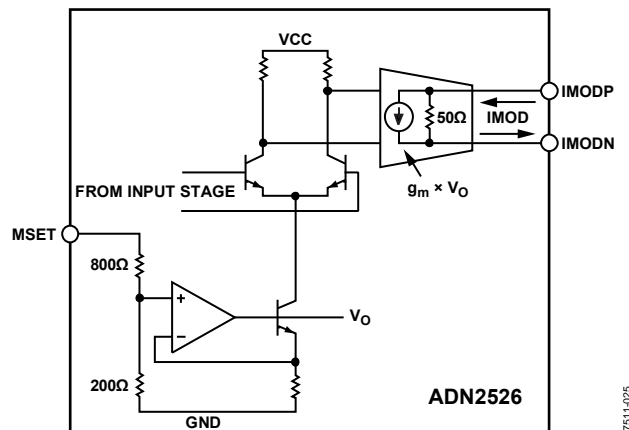 VCC
IMODP
50Ω
IMOD
IMODN
FROM INPUT STAGE
gm × VO
MSET
800Ω
+
VO
–
200Ω
ADN2526
GND
07511-025